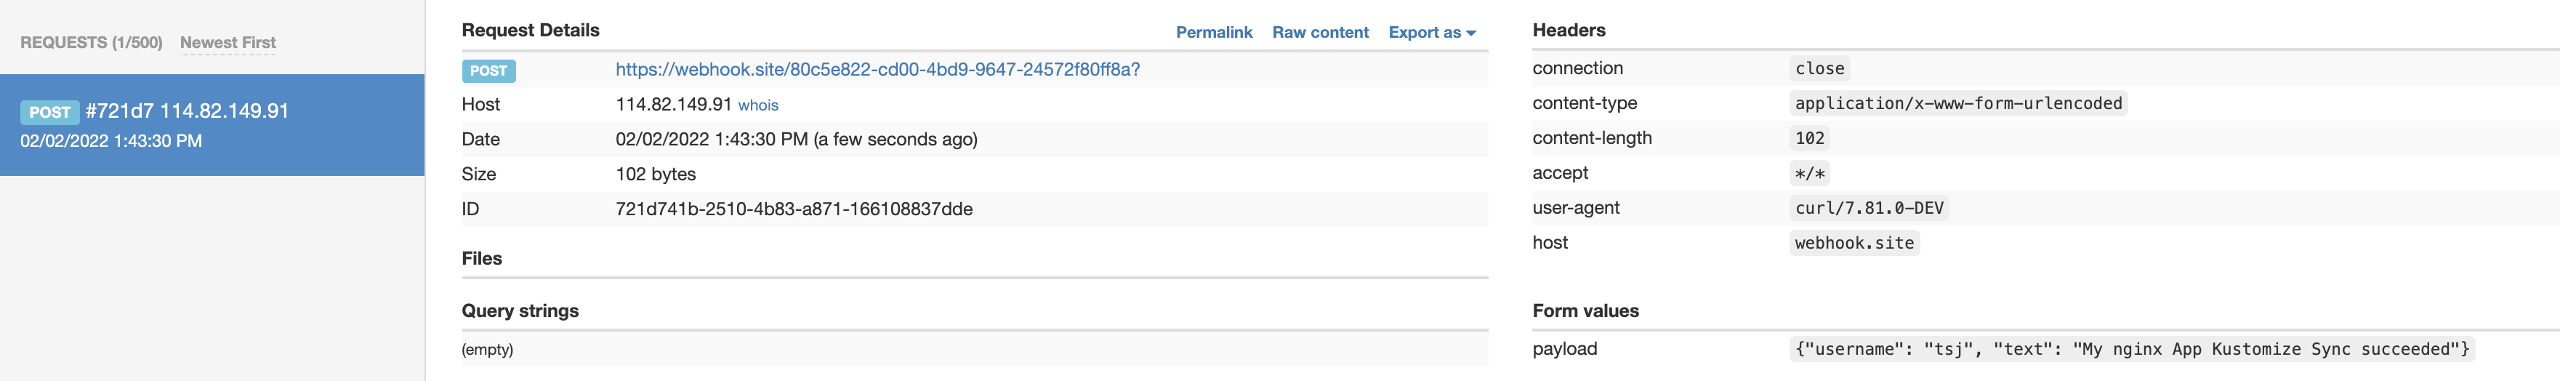 REQUESTS (1/500) Newest First
POST #721d7 114.82.149.91
02/02/2022 1:43:30 PM
Request Details Permalink Raw content Export as
POST https://webhook.site/80c5e822-cd00-4bd9-9647-24572f80ff8a?
Host 114.82.149.91 whois
Date 02/02/2022 1:43:30 PM (a few seconds ago)
Size 102 bytes
ID 721d741b-2510-4b83-a871-166108837dde
Files
Query strings
(empty)
Headers
connection close
content-type application/x-www-form-urlencoded
content-length 102
accept */*
user-agent curl/7.81.0-DEV
host webhook.site
Form values
payload {"username": "tsj", "text": "My nginx App Kustomize Sync succeeded"}